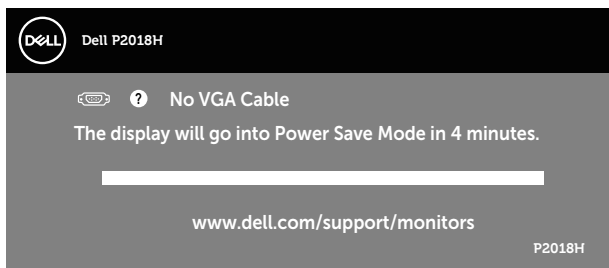 DELL
Dell P2018H
? No VGA Cable
The display will go into Power Save Mode in 4 minutes.
www.dell.com/support/monitors
P2018H